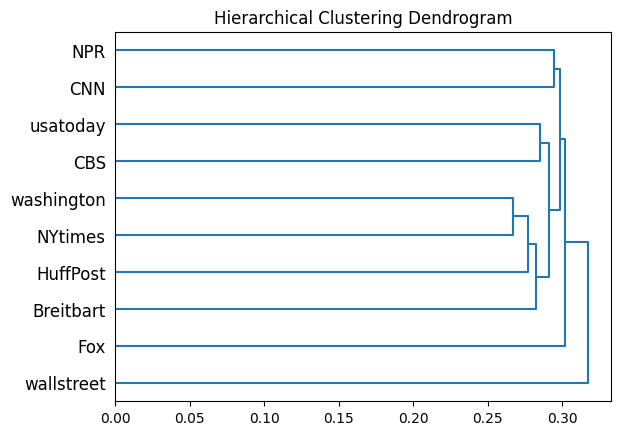 Hierarchical Clustering Dendrogram
NPR
CNN
usatoday
CBS
washington
NYtimes
HuffPost
Breitbart
Fox
wallstreet
0.00 0.05 0.10 0.15 0.20 0.25 0.30